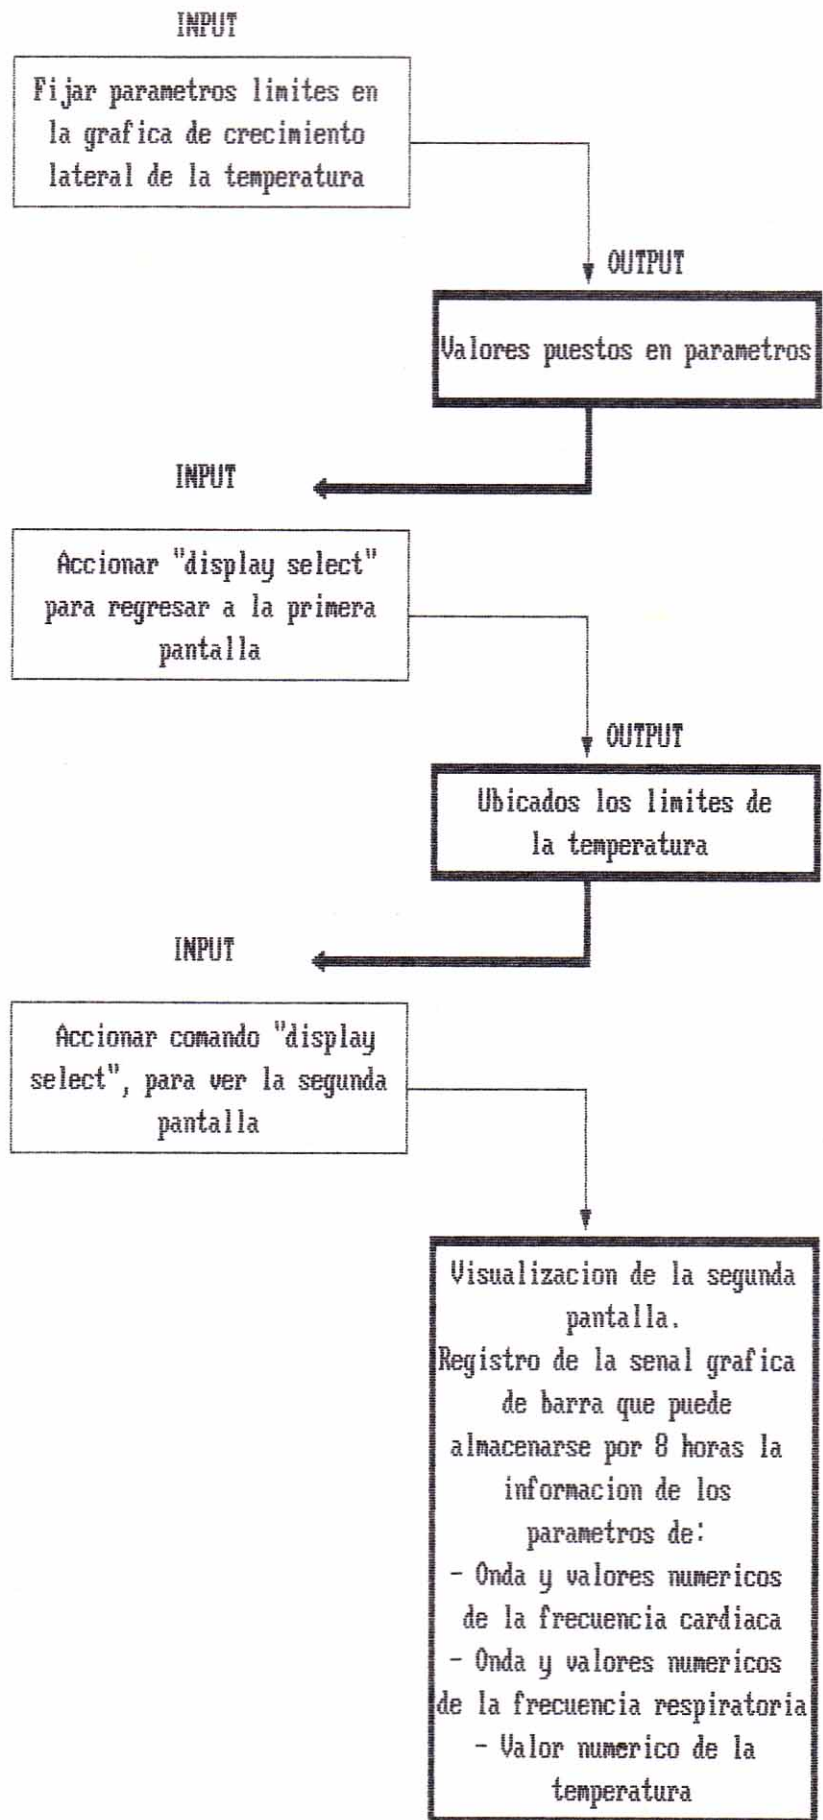 INPUT
Fijar parametros limites en
la grafica de crecimiento
lateral de la temperatura
OUTPUT
Valores puestos en parametros
INPUT
Accionar "display select"
para regresar a la primera
pantalla
OUTPUT
Ubicados los limites de
la temperatura
INPUT
Accionar comando "display
select", para ver la segunda
pantalla
Visualizacion de la segunda
pantalla.
Registro de la senal grafica
de barra que puede
almacenarse por 8 horas la
informacion de los
parametros de:
- Onda y valores numericos
de la frecuencia cardiaca
- Onda y valores numericos
de la frecuencia respiratoria
- Valor numerico de la
temperatura